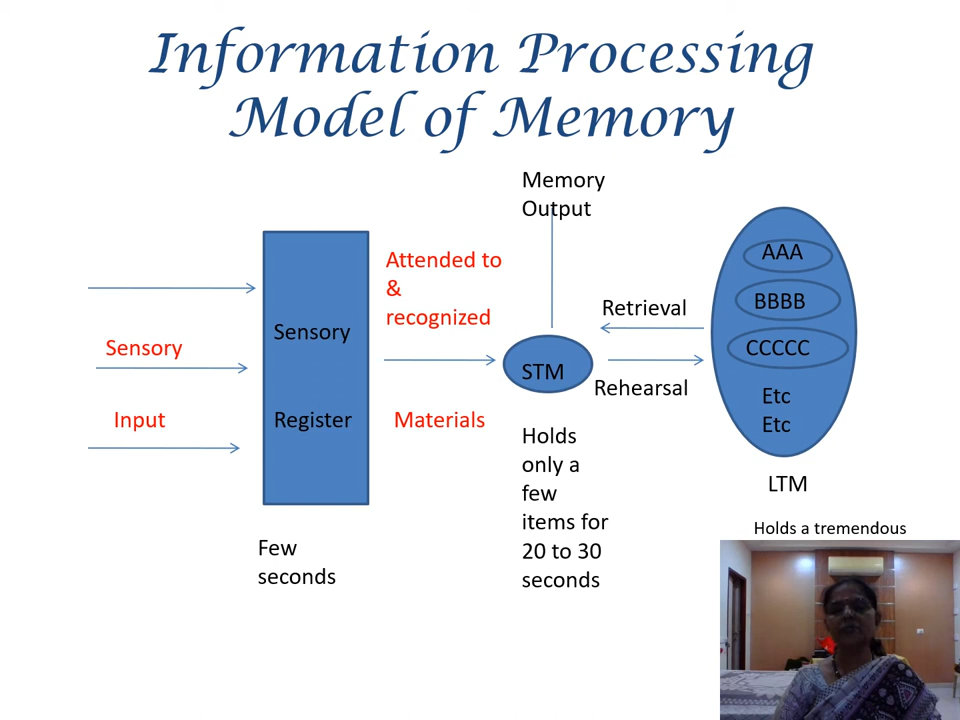 Information Processing
Model of Memory
Memory
Output
Attended to
&
recognized
Sensory
Input
Sensory
Register
Materials
STM
Retrieval
Rehearsal
AAA
BBBB
CCCCC
Etc
Etc
LTM
Holds
only a
few
items for
20 to 30
seconds
Few
seconds
Holds a tremendous